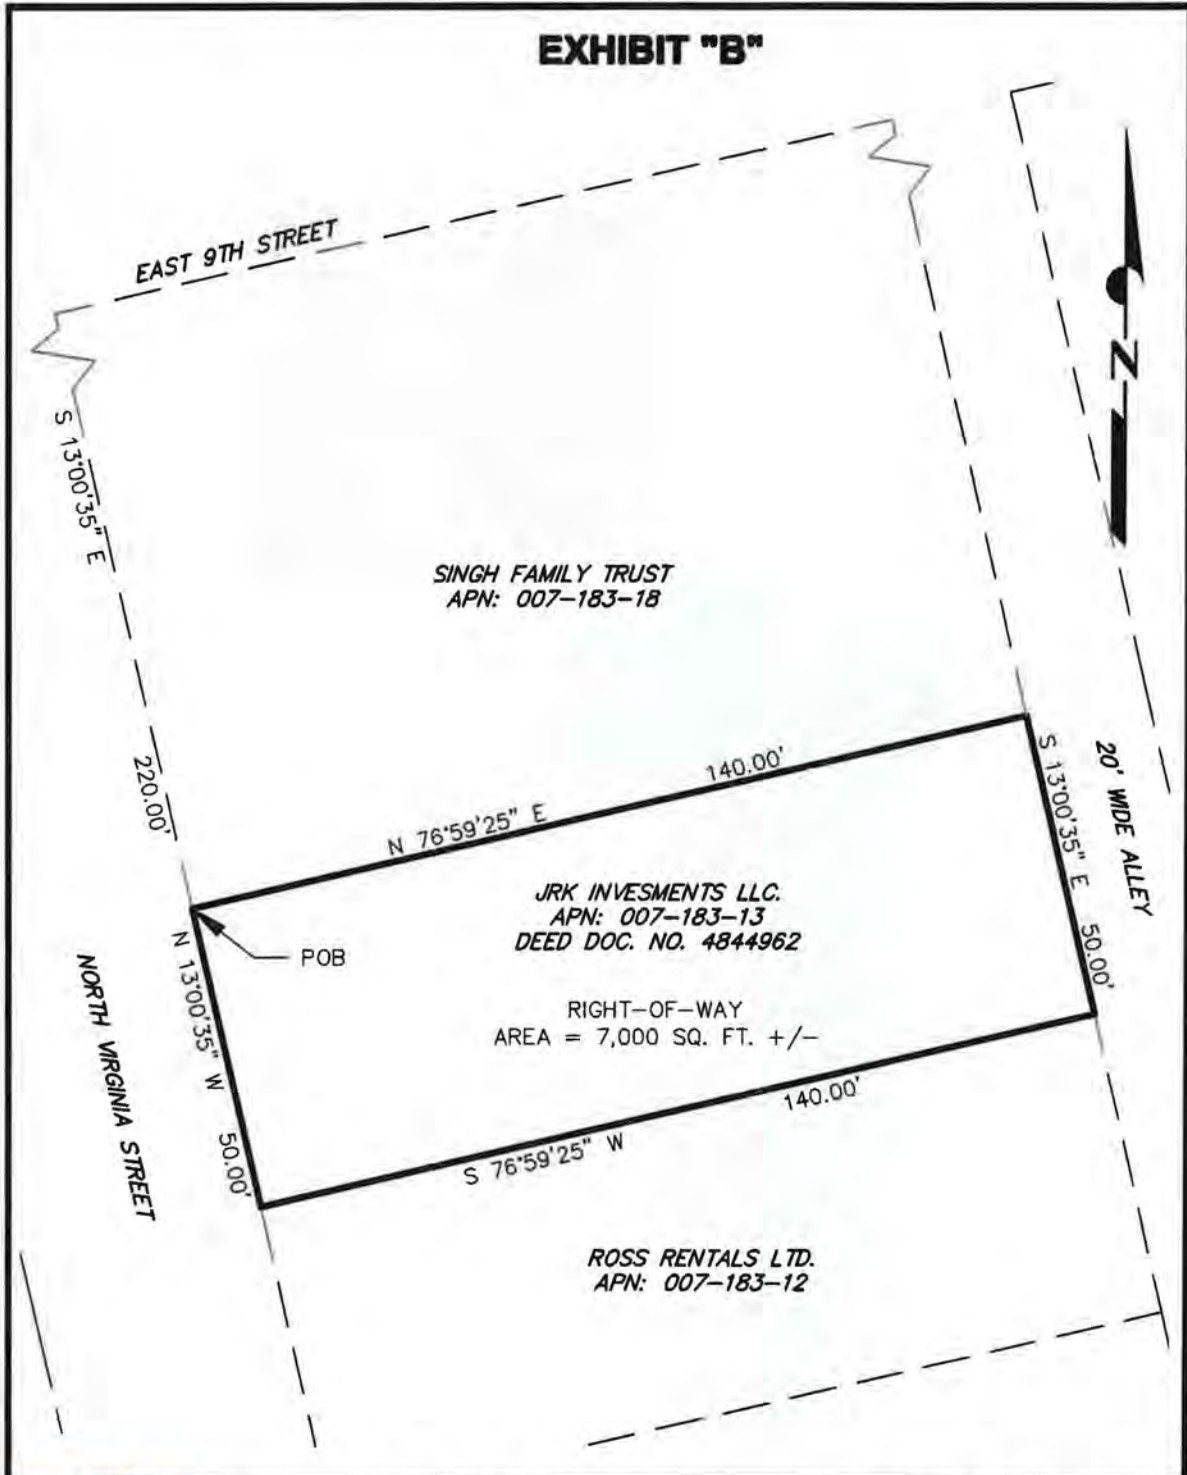 EXHIBIT "B"
EAST 9TH STREET
N
S 13°00'35" E
220.00'
SINGH FAMILY TRUST
APN: 007-183-18
N 76°59'25" E
140.00'
S 13°00'35" E
50.00'
20' WIDE ALLEY
JRK INVESMENTS LLC.
APN: 007-183-13
DEED DOC. NO. 4844962
POB
RIGHT-OF-WAY
AREA = 7,000 SQ. FT. +/-
N 13°00'35" W
50.00'
NORTH VIRGINIA STREET
S 76°59'25" W
140.00'
ROSS RENTALS LTD.
APN: 007-183-12